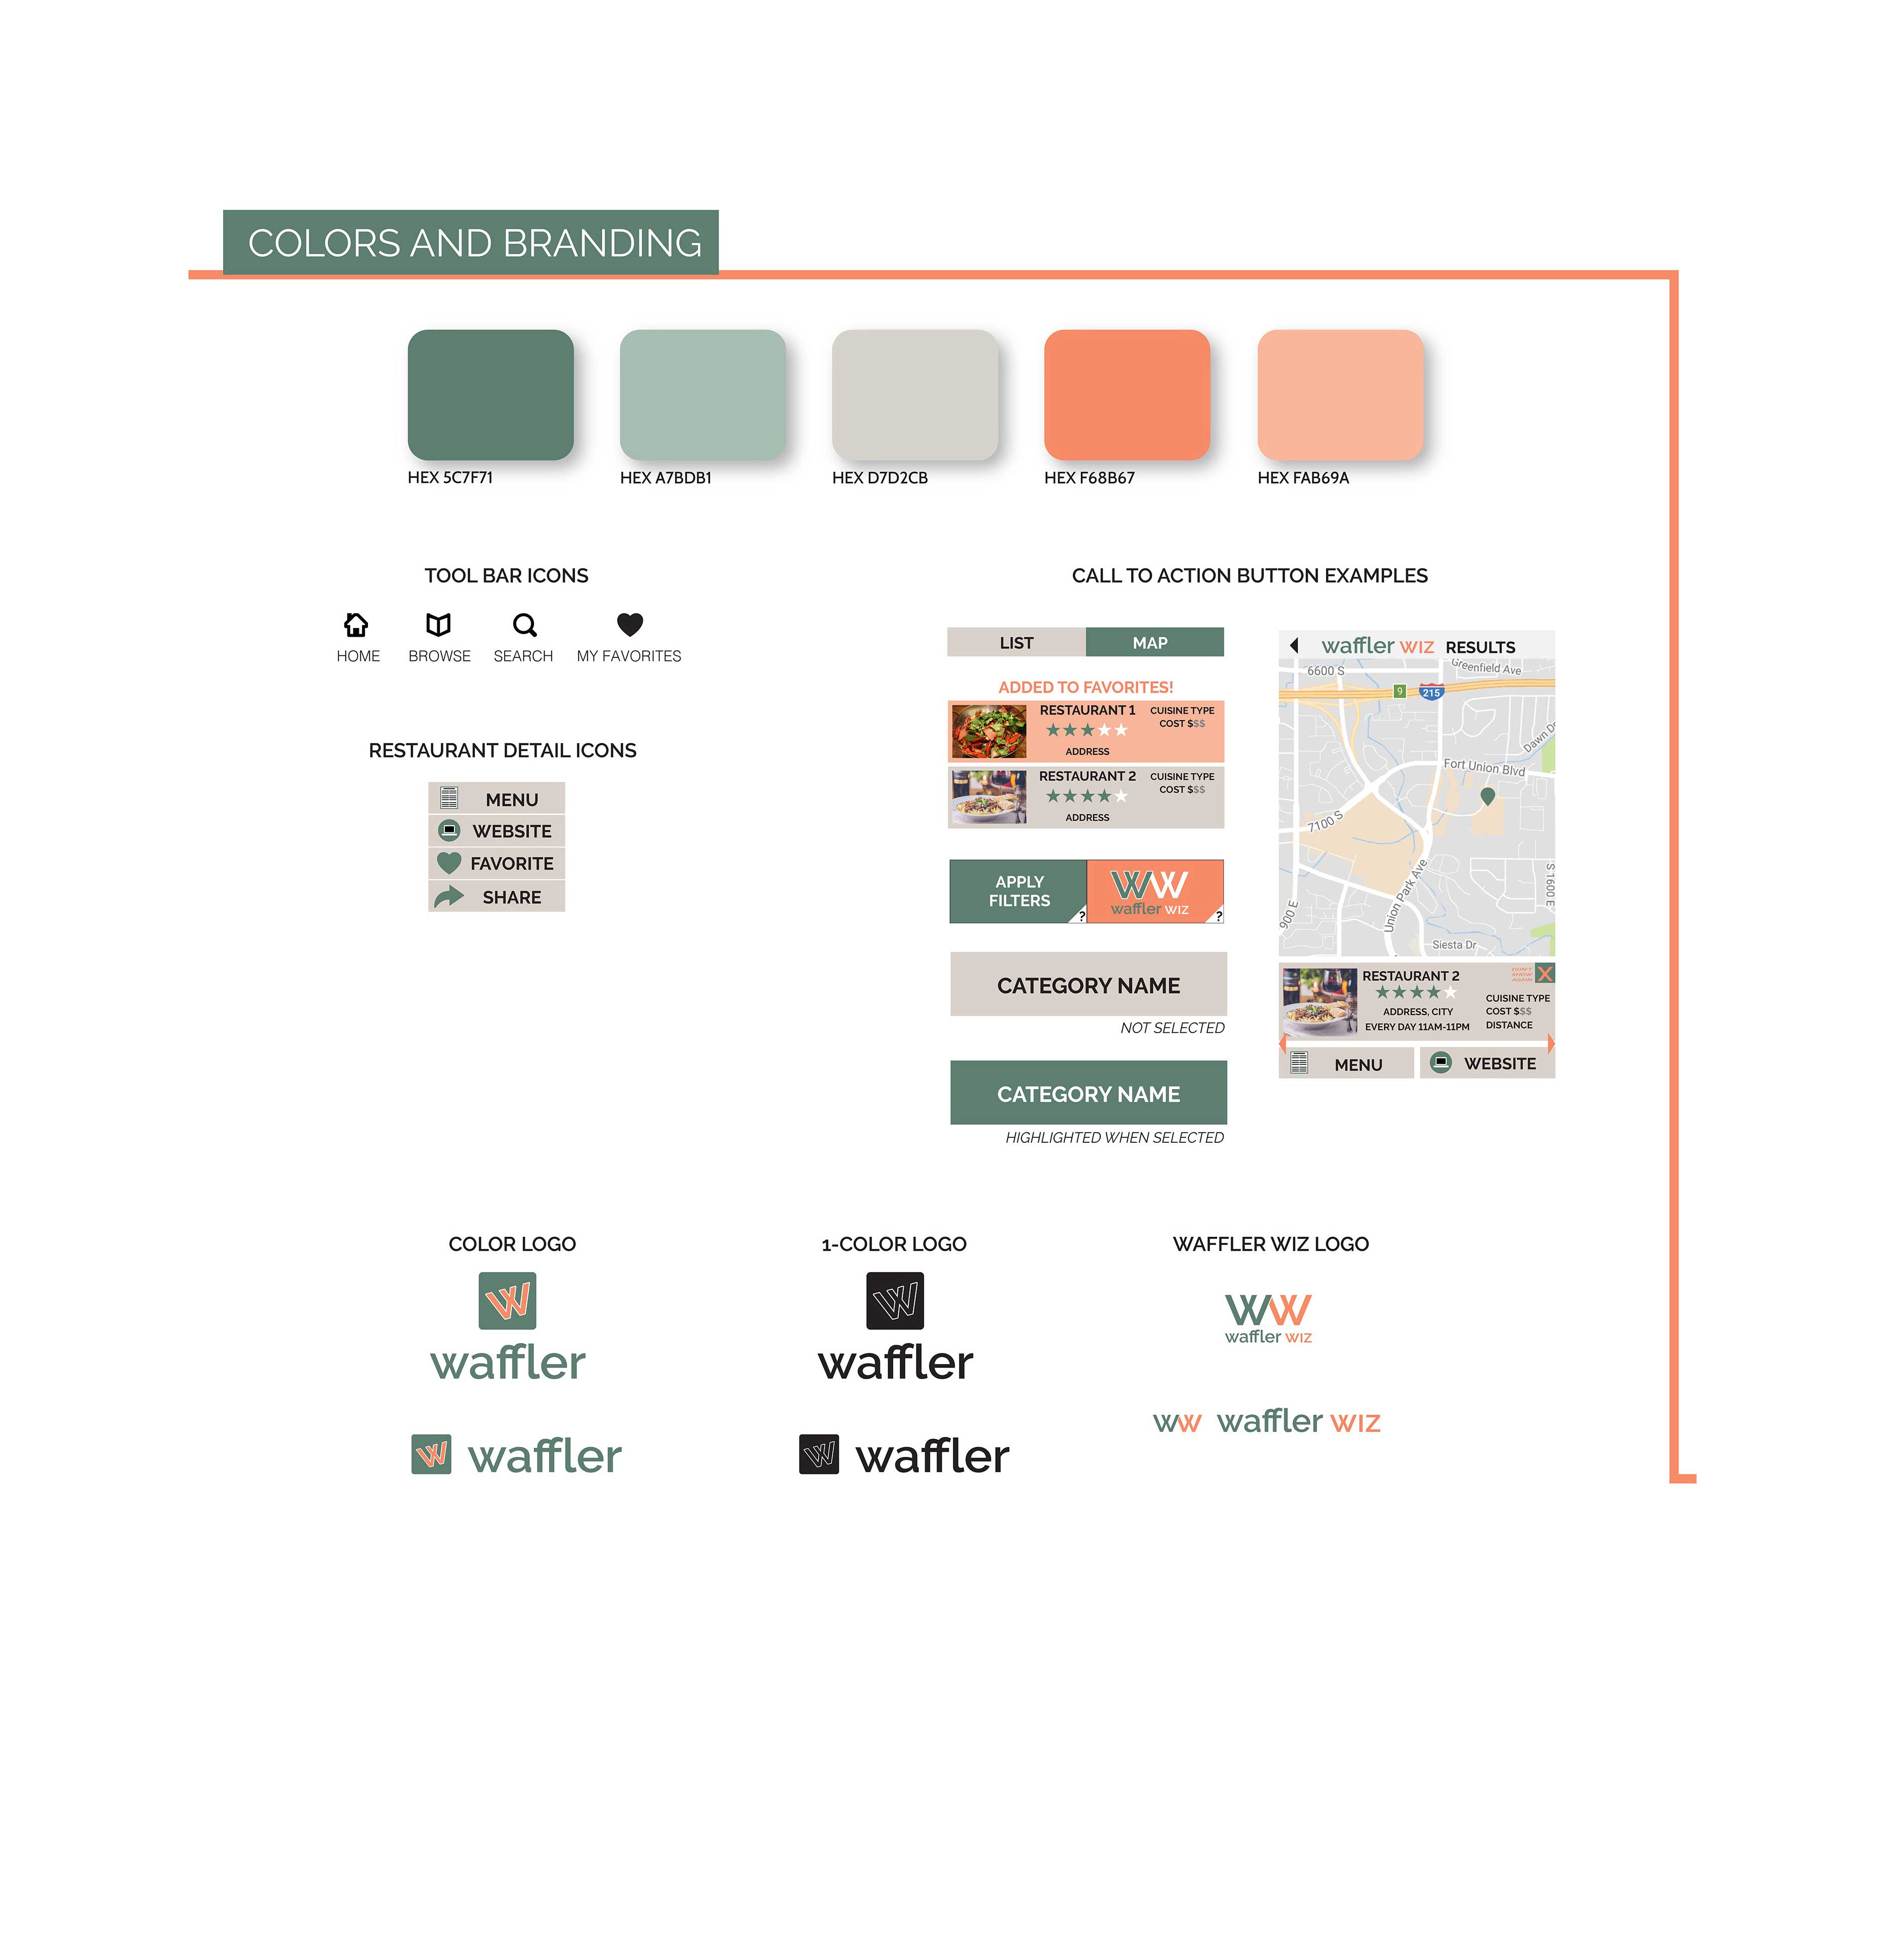 COLORS AND BRANDING
HEX 5C7F71
HEX A7BDB1
HEX D7D2CB
HEX F68B67
HEX FAB69A
TOOL BAR ICONS
HOME
BROWSE
SEARCH
MY FAVORITES
RESTAURANT DETAIL ICONS
MENU
WEBSITE
FAVORITE
SHARE
CALL TO ACTION BUTTON EXAMPLES
LIST
MAP
ADDED TO FAVORITES!
RESTAURANT 1
CUISINE TYPE
COST $$$
ADDRESS
RESTAURANT 2
CUISINE TYPE
COST $$$
ADDRESS
APPLY
FILTERS
?
WW
waffler wiz
?
CATEGORY NAME
NOT SELECTED
CATEGORY NAME
HIGHLIGHTED WHEN SELECTED
waffler wiz RESULTS
6600 S
Greenfield Ave
9
215
Dawn Dr
Fort Union Blvd
7100 S
Union Park Ave
S 1600 E
900 E
Siesta Dr
RESTAURANT 2
DON'T
SHOW
AGAIN
X
CUISINE TYPE
COST $$$
DISTANCE
ADDRESS, CITY
EVERY DAY 11AM-11PM
MENU
WEBSITE
COLOR LOGO
W
waffler
W
waffler
1-COLOR LOGO
W
waffler
W
waffler
WAFFLER WIZ LOGO
WW
waffler wiz
WW waffler wiz